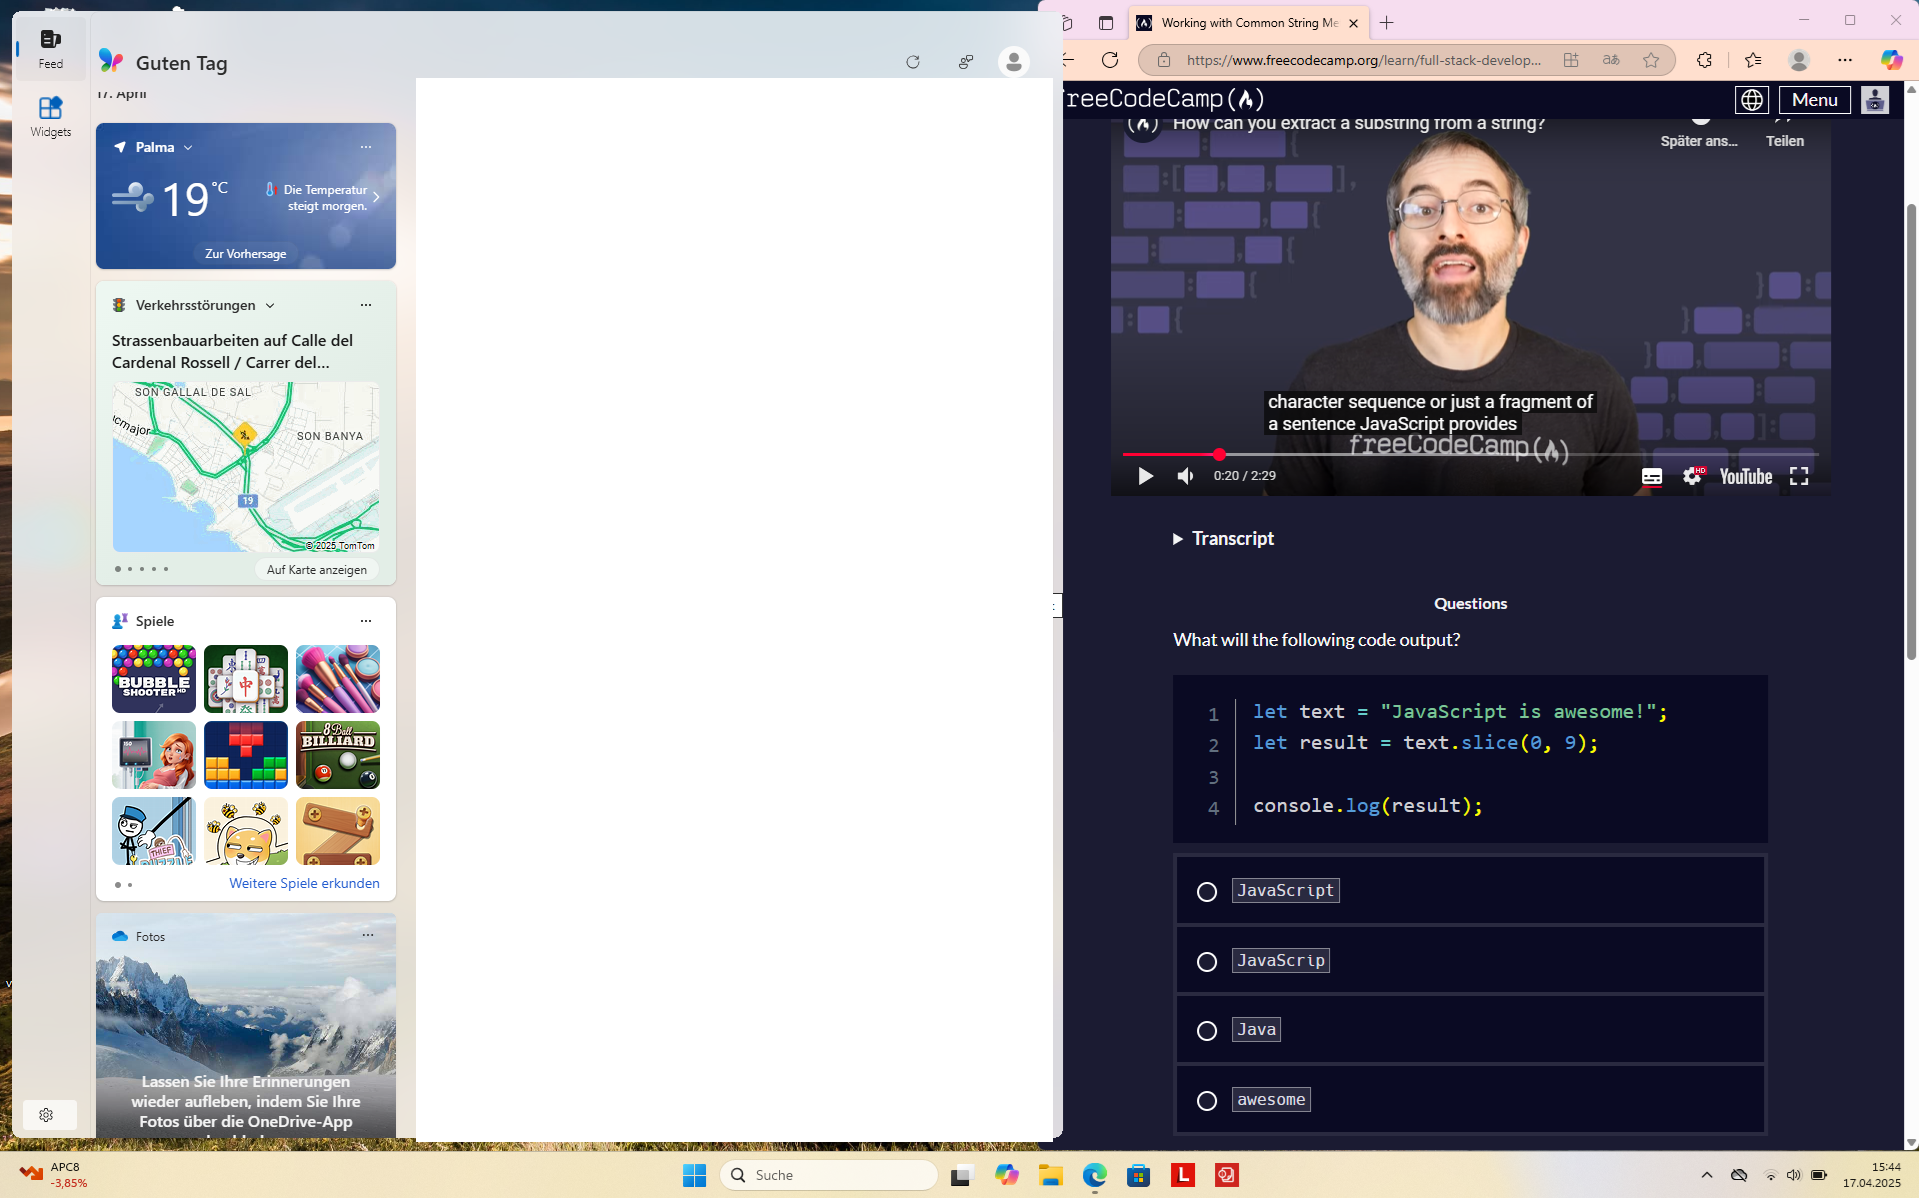 Feed
Widgets
Guten Tag
17. April
Palma
19 °C
Die Temperatur
steigt morgen.
Zur Vorhersage
Verkehrsstörungen
Strassenbauarbeiten auf Calle del
Cardenal Rossell / Carrer del...
SON GALLAL DE SAL
cmajor
SON BANYA
19
© 2025 TomTom
Auf Karte anzeigen
Spiele
BUBBLE
SHOOTER HD
8 Ball
BILLIARD
THIEF
PUZZLE
Weitere Spiele erkunden
Fotos
Lassen Sie Ihre Erinnerungen
wieder aufleben, indem Sie Ihre
Fotos über die OneDrive-App
Working with Common String Me
https://www.freecodecamp.org/learn/full-stack-develop...
reeCodeCamp(🔥)
Menu
How can you extract a substring from a string?
Später ans...
Teilen
character sequence or just a fragment of
a sentence JavaScript provides
freeCodeCamp(🔥)
0:20 / 2:29
HD
YouTube
Transcript
Questions
What will the following code output?
1 let text = "JavaScript is awesome!";
2 let result = text.slice(0, 9);
3
4 console.log(result);
JavaScript
JavaScrip
Java
awesome
APC8
-3,85%
Suche
L
15:44
17.04.2025